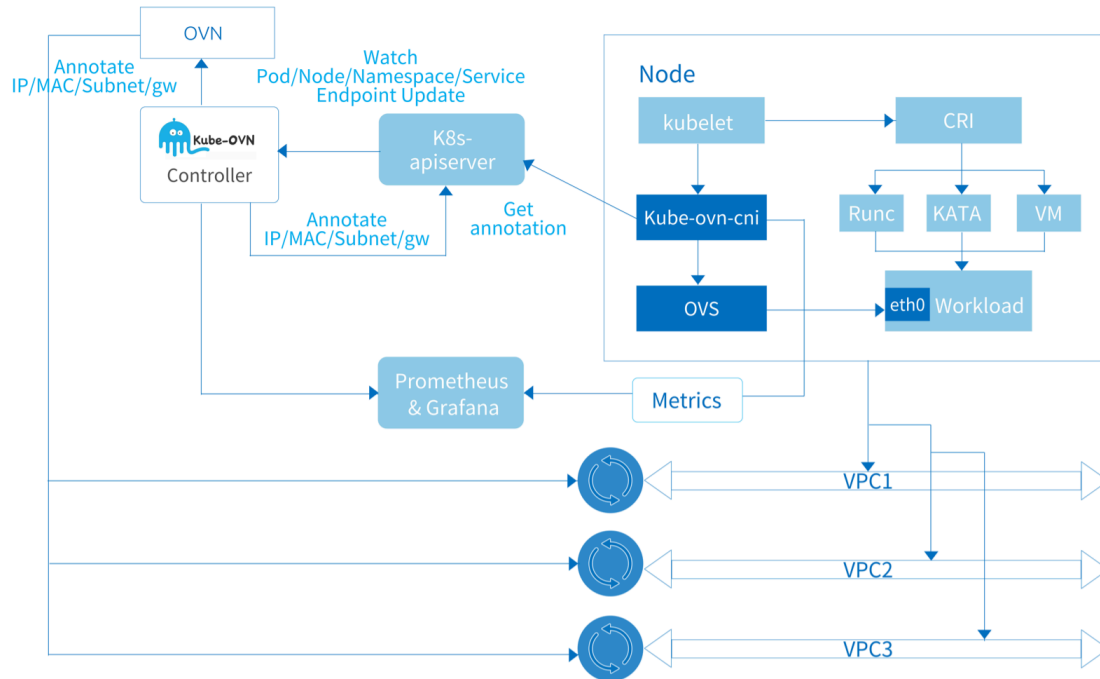 OVN
Annotate
IP/MAC/Subnet/gw
Watch
Pod/Node/Namespace/Service
Endpoint Update
Kube-OVN
Controller
K8s-
apiserver
Annotate
IP/MAC/Subnet/gw
Get
annotation
Node
kubelet
CRI
Kube-ovn-cni
Runc
KATA
VM
OVS
eth0
Workload
Prometheus
& Grafana
Metrics
VPC1
VPC2
VPC3